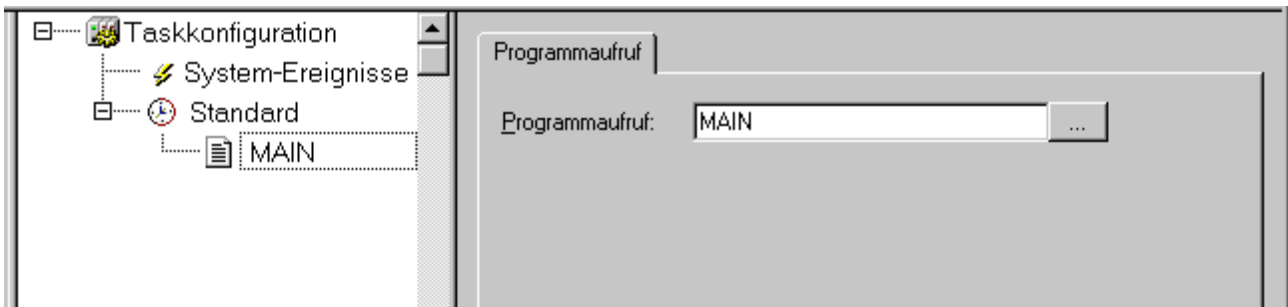 Taskkonfiguration
System-Ereignisse
Standard
MAIN
Programmaufruf
Programmaufruf: MAIN ...